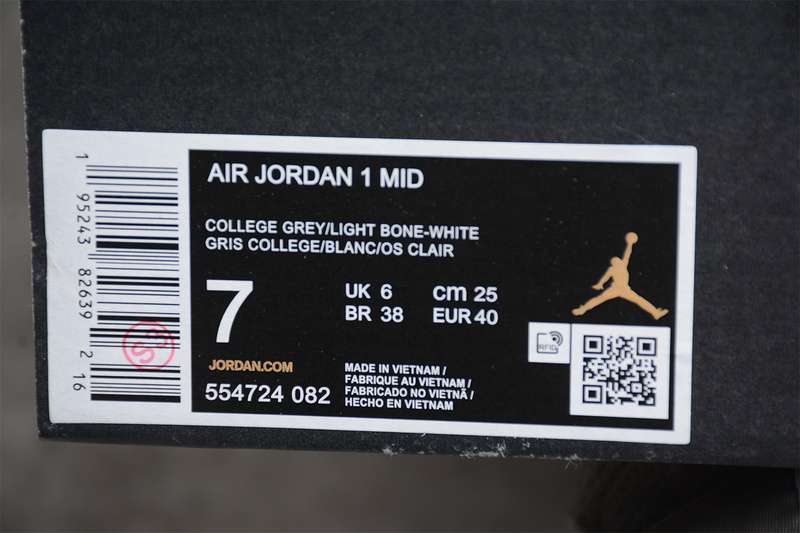 AIR JORDAN 1 MID
COLLEGE GREY/LIGHT BONE-WHITE
GRIS COLLEGE/BLANC/OS CLAIR
7
UK 6 cm 25
BR 38 EUR 40
JORDAN.COM
554724 082
MADE IN VIETNAM /
FABRIQUE AU VIETNAM /
FABRICADO NO VIETNÃ /
HECHO EN VIETNAM
RFID
1 95243 82639 2 16